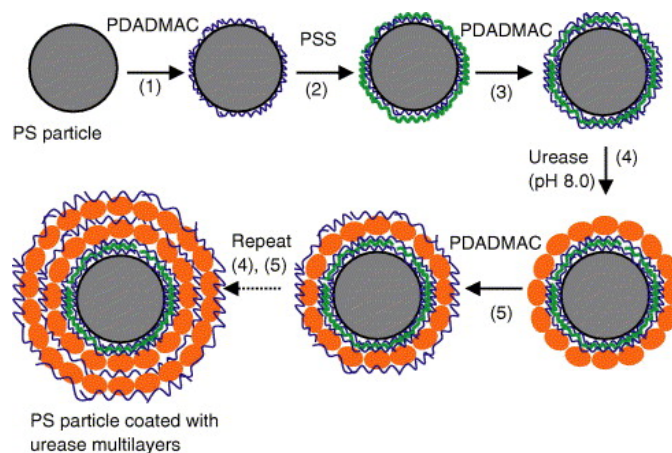 PDADMAC
(1)
PSS
(2)
PDADMAC
(3)
PS particle
Urease
(pH 8.0)
(4)
PDADMAC
(5)
Repeat
(4), (5)
PS particle coated with
urease multilayers